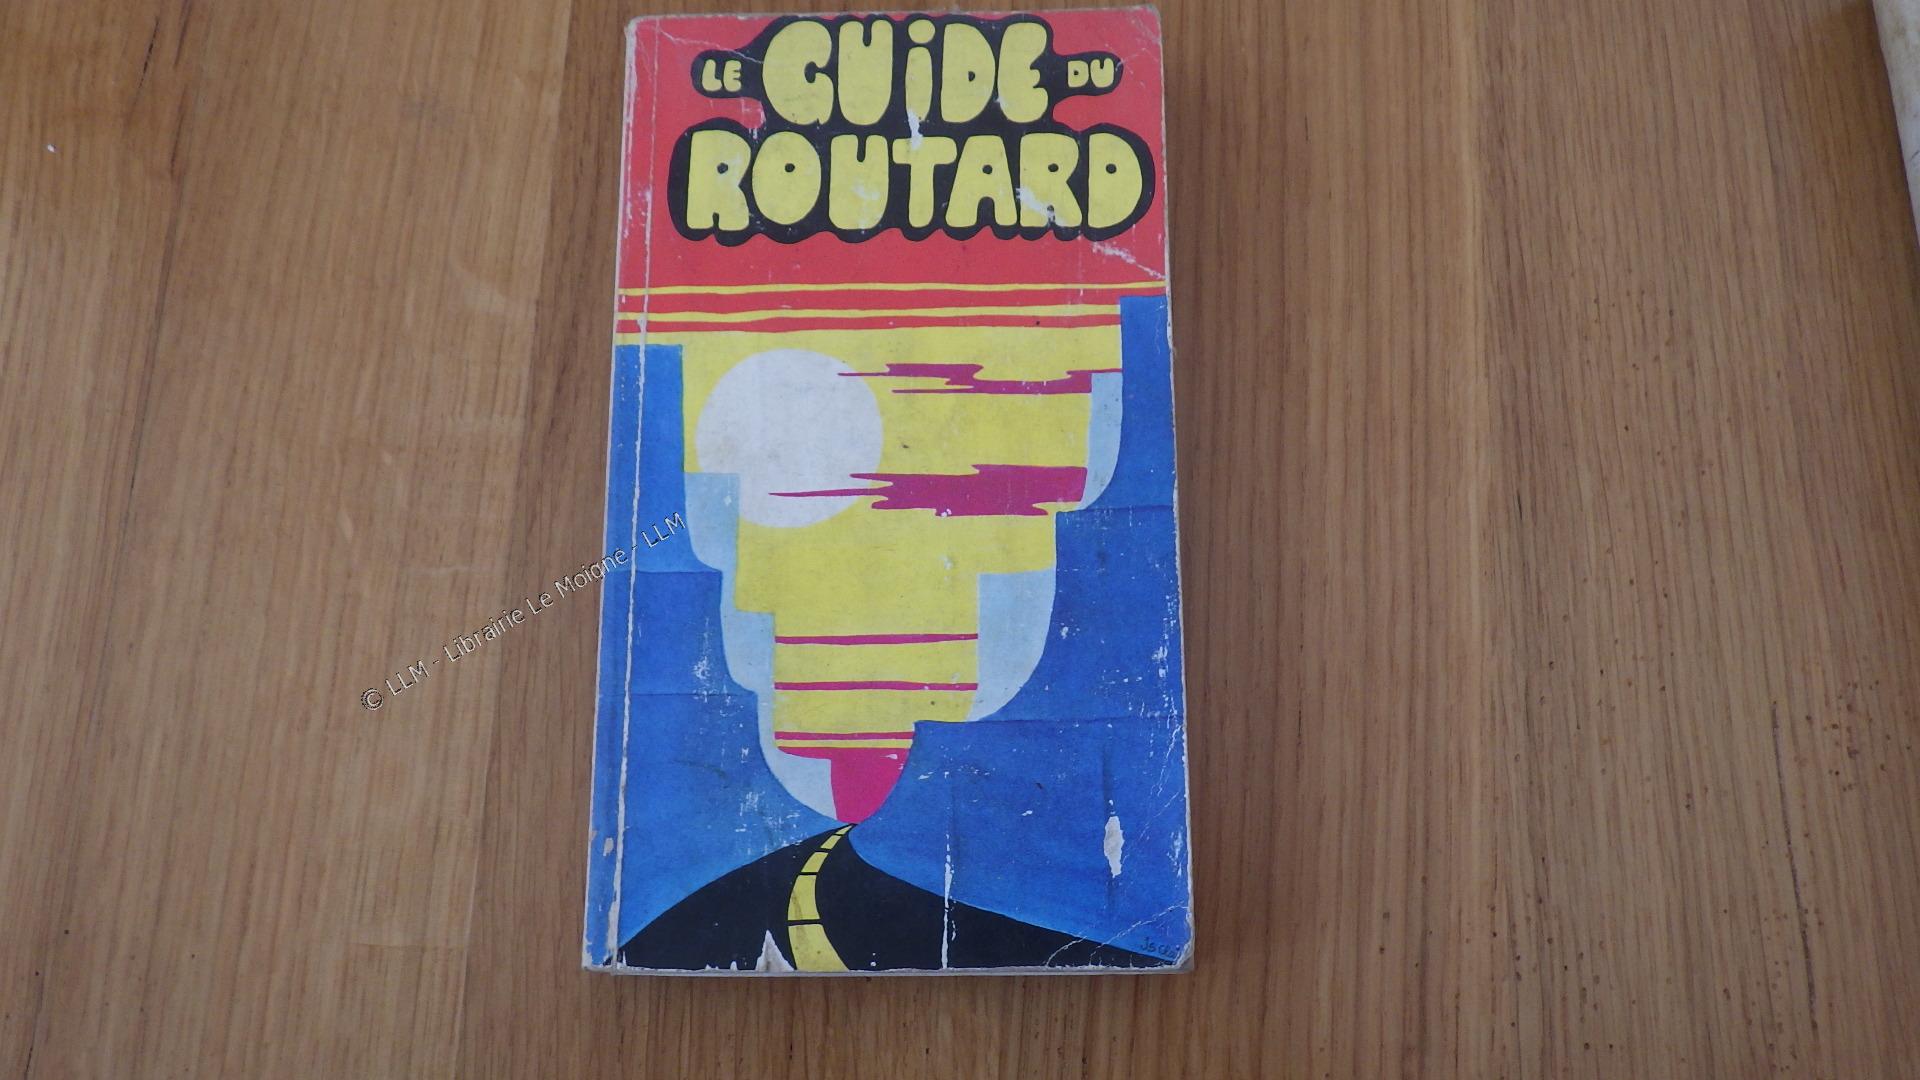 LE GUiDE DU
ROUTARD
© LLM - Librairie Le Moigne - LLM